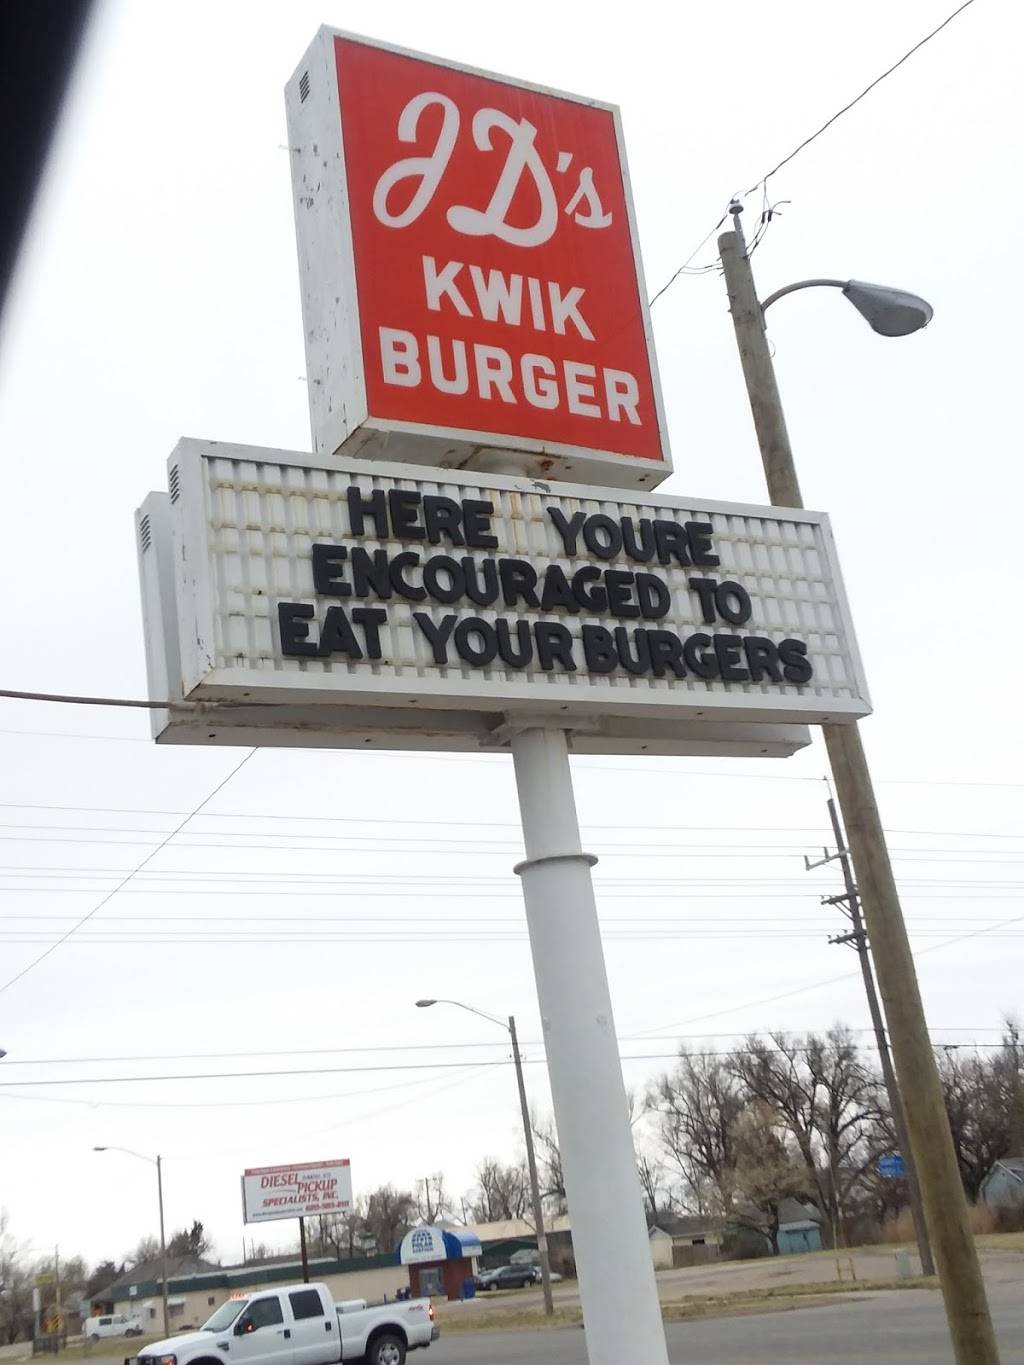 JD's
KWIK
BURGER
HERE YOURE
ENCOURAGED TO
EAT YOUR BURGERS
DIESEL
PICKUP
SPECIALISTS, INC.